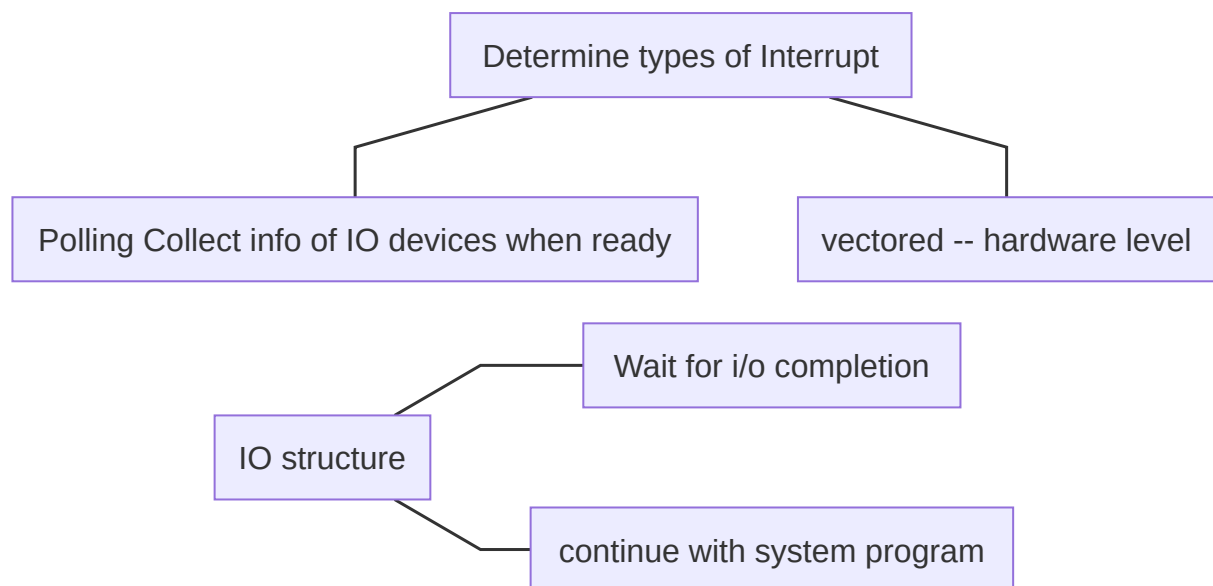 Determine types of Interrupt
Polling Collect info of IO devices when ready
vectored -- hardware level
Wait for i/o completion
IO structure
continue with system program